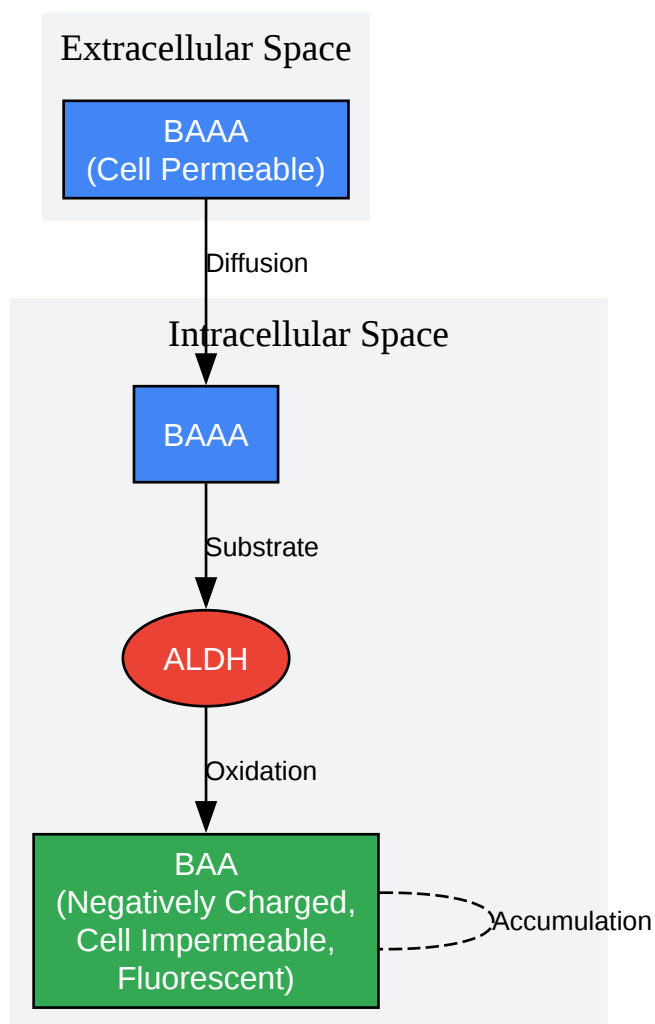 Extracellular Space
BAAA
(Cell Permeable)
Diffusion
Intracellular Space
BAAA
Substrate
ALDH
Oxidation
BAA
(Negatively Charged,
Cell Impermeable,
Fluorescent)
Accumulation